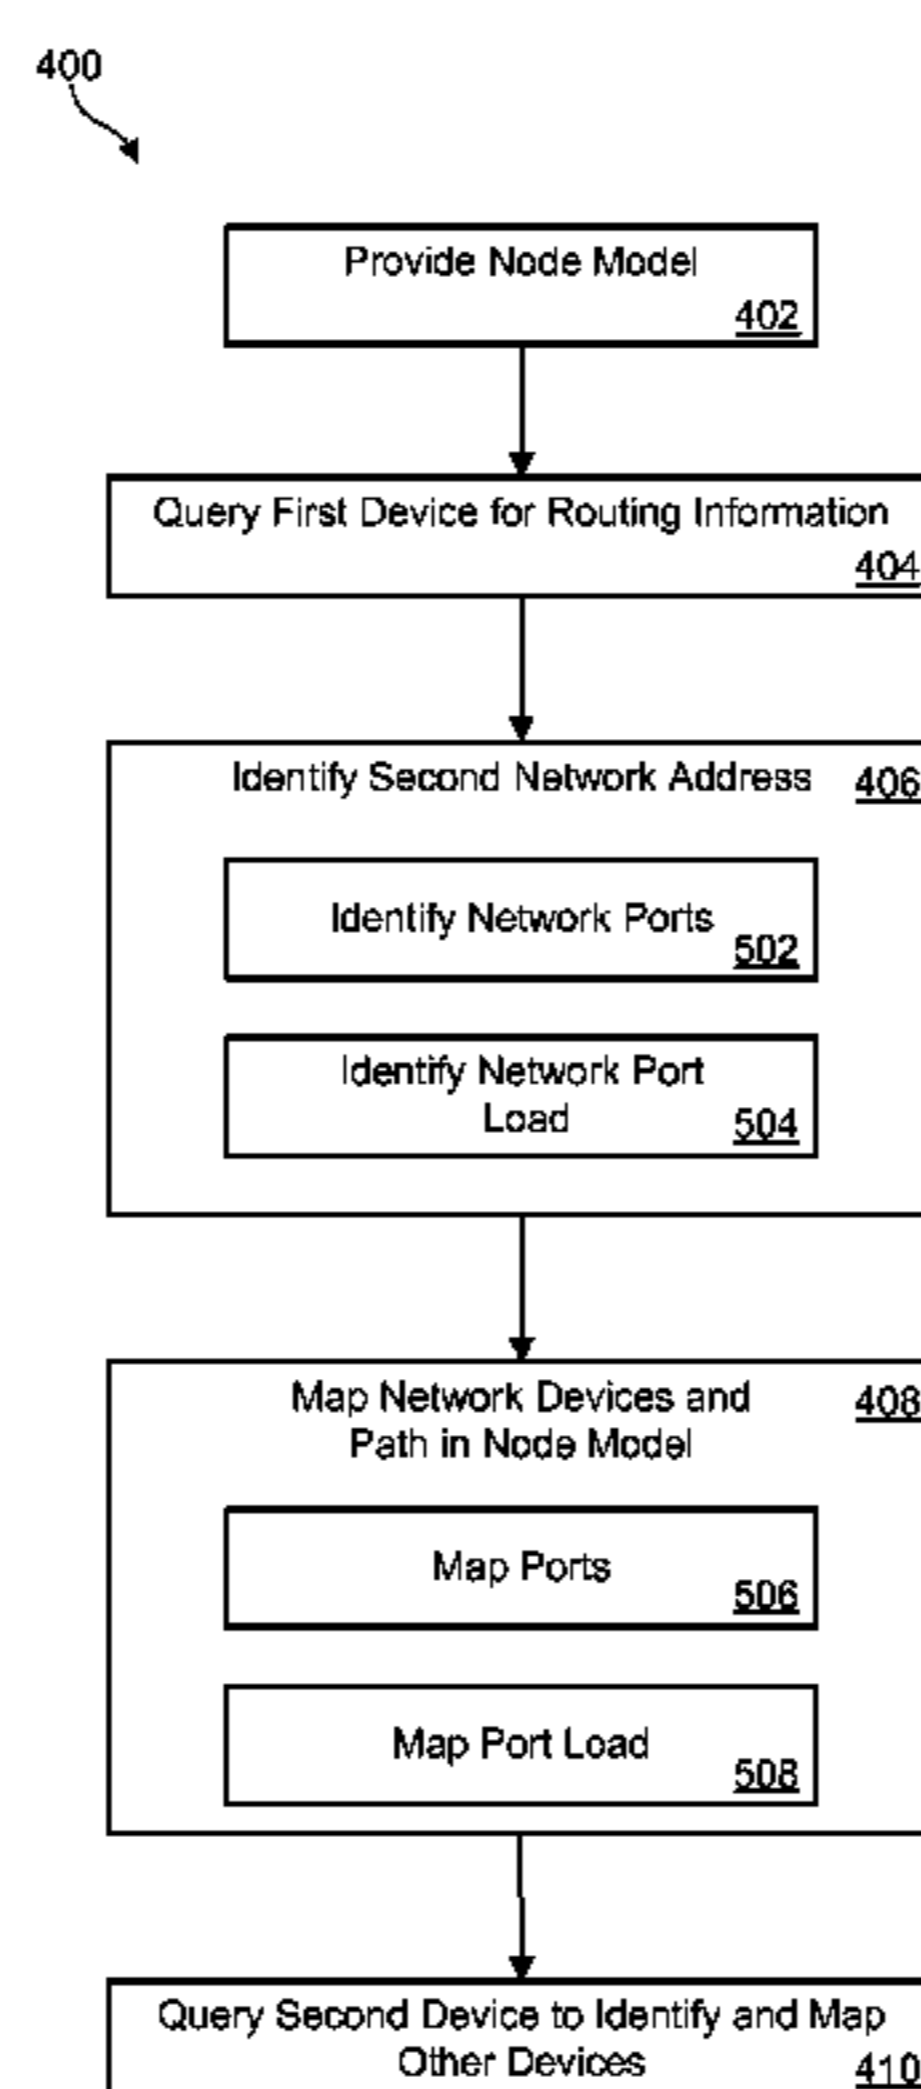 400
Provide Node Model
402
Query First Device for Routing Information
404
Identify Second Network Address
406
Identify Network Ports
502
Identify Network Port
Load
504
Map Network Devices and
Path in Node Model
408
Map Ports
506
Map Port Load
508
Query Second Device to Identify and Map
Other Devices
410